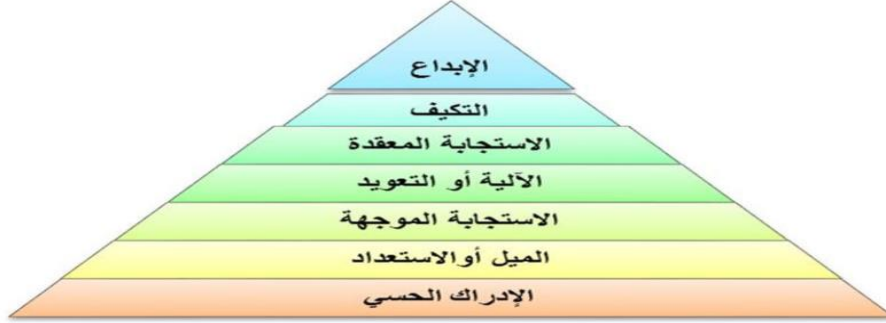 الإبداع
التكيف
الاستجابة المعقدة
الآلية أو التعويد
الاستجابة الموجهة
الميل أوالاستعداد
الإدراك الحسي